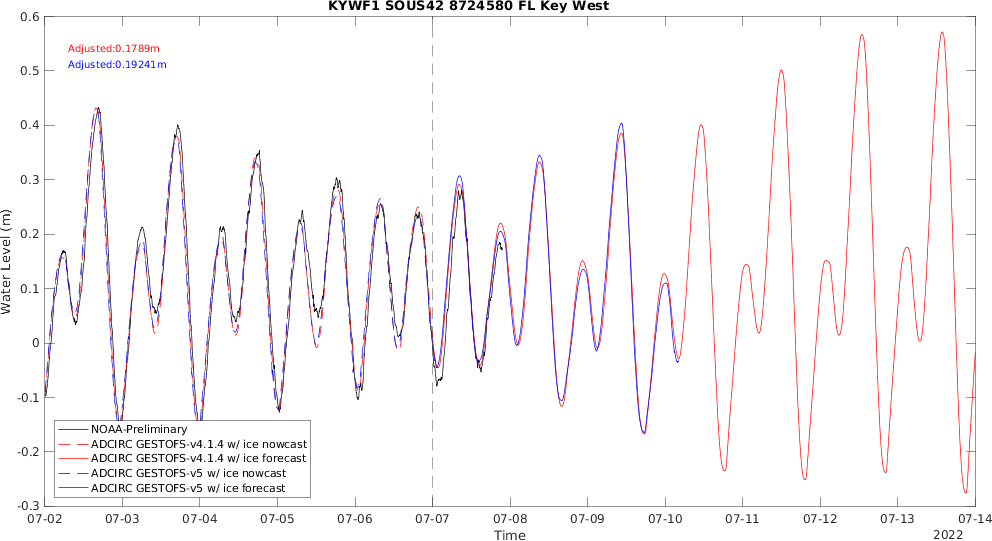 KYWF1 SOUS42 8724580 FL Key West
0.6
0.5
0.4
0.3
0.2
0.1
0
-0.1
-0.2
-0.3
Water Level (m)
Adjusted:0.1789m
Adjusted:0.19241m
NOAA-Preliminary
ADCIRC GESTOFS-v4.1.4 w/ ice nowcast
ADCIRC GESTOFS-v4.1.4 w/ ice forecast
ADCIRC GESTOFS-v5 w/ ice nowcast
ADCIRC GESTOFS-v5 w/ ice forecast
07-02 07-03 07-04 07-05 07-06 07-07 07-08 07-09 07-10 07-11 07-12 07-13 07-14
Time
2022